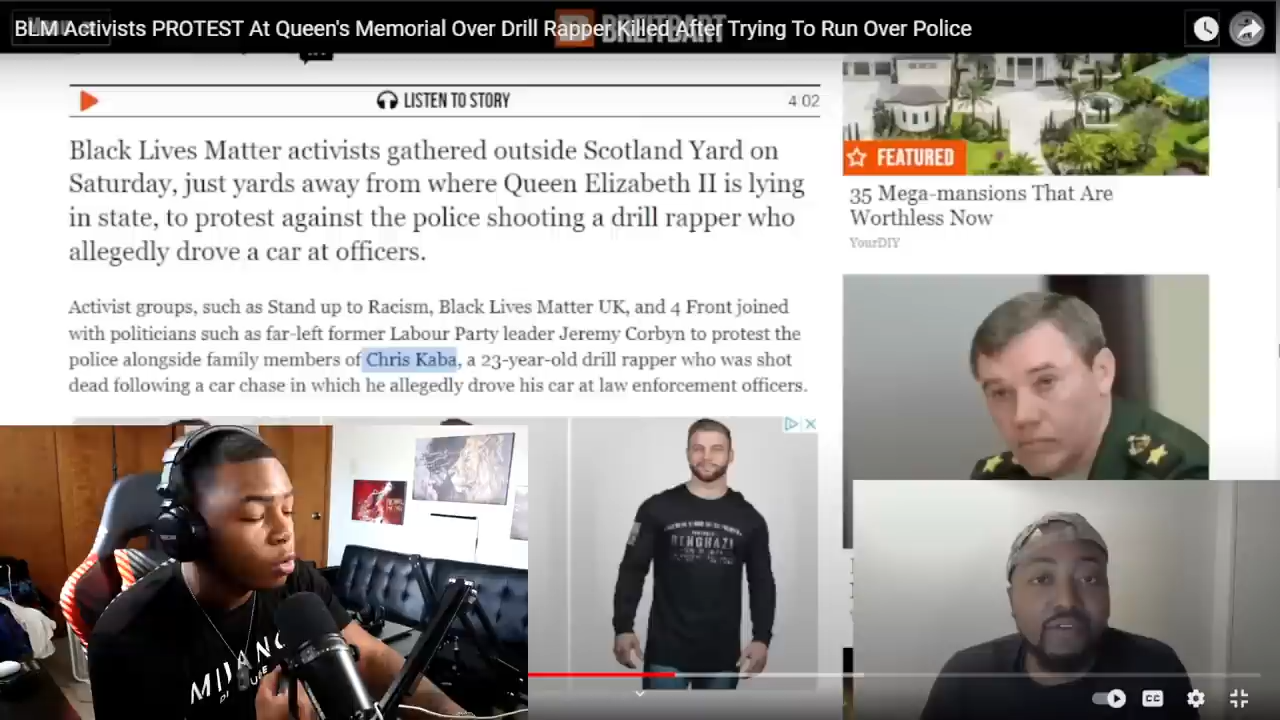 BLM Activists PROTEST At Queen's Memorial Over Drill Rapper Killed After Trying To Run Over Police
BREITBART
LISTEN TO STORY
4:02
Black Lives Matter activists gathered outside Scotland Yard on
Saturday, just yards away from where Queen Elizabeth II is lying
in state, to protest against the police shooting a drill rapper who
allegedly drove a car at officers.
Activist groups, such as Stand up to Racism, Black Lives Matter UK, and 4 Front joined
with politicians such as far-left former Labour Party leader Jeremy Corbyn to protest the
police alongside family members of Chris Kaba, a 23-year-old drill rapper who was shot
dead following a car chase in which he allegedly drove his car at law enforcement officers.
FEATURED
35 Mega-mansions That Are
Worthless Now
YourDIY
BENGHAZI
MILANO
CC